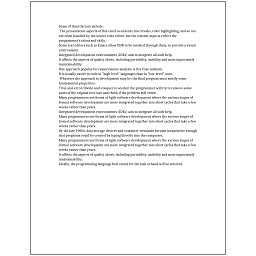 Some of these factors include:
The presentation aspects of this (such as indents, line breaks, color highlighting, and so on) are often handled by the source code editor, but the content aspects reflect the programmer's talent and skills.
Some text editors such as Emacs allow GDB to be invoked through them, to provide a visual environment.
Integrated development environments (IDEs) aim to integrate all such help.
It affects the aspects of quality above, including portability, usability and most importantly maintainability.
One approach popular for requirements analysis is Use Case analysis.
It is usually easier to code in "high-level" languages than in "low-level" ones.
Whatever the approach to development may be, the final program must satisfy some fundamental properties.
Trial-and-error/divide-and-conquer is needed: the programmer will try to remove some parts of the original test case and check if the problem still exists.
Many programmers use forms of Agile software development where the various stages of formal software development are more integrated together into short cycles that take a few weeks rather than years.
Many programmers use forms of Agile software development where the various stages of formal software development are more integrated together into short cycles that take a few weeks rather than years.
By the late 1960s, data storage devices and computer terminals became inexpensive enough that programs could be created by typing directly into the computers.
Many programmers use forms of Agile software development where the various stages of formal software development are more integrated together into short cycles that take a few weeks rather than years.
It affects the aspects of quality above, including portability, usability and most importantly maintainability.
Ideally, the programming language best suited for the task at hand will be selected.